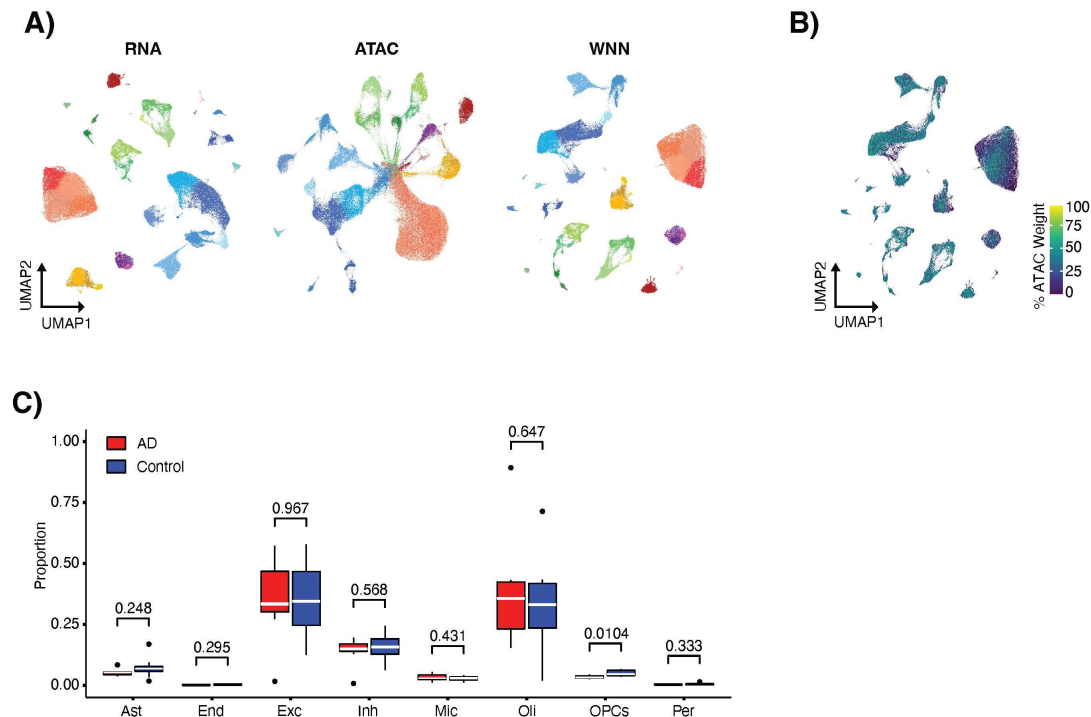 A)
B)
RNA
ATAC
WNN
UMAP2
UMAP1
UMAP2
UMAP1
% ATAC Weight
100
75
50
25
0
C)
AD
Control
Proportion
1.00
0.75
0.50
0.25
0.00
0.248
0.295
0.967
0.568
0.431
0.647
0.0104
0.333
Ast
End
Exc
Inh
Mic
Oli
OPCs
Per